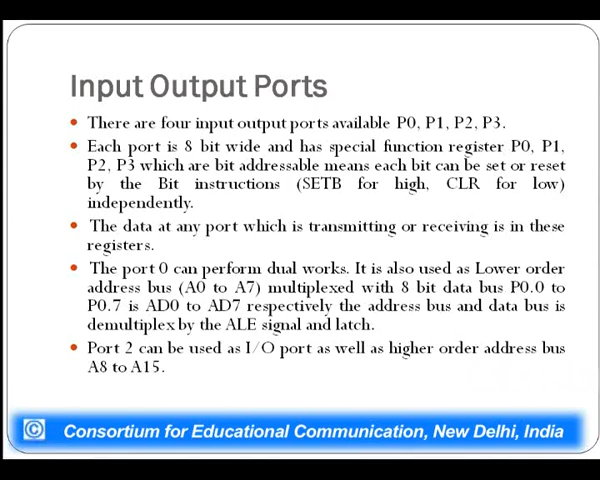 Input Output Ports
• There are four input output ports available P0, P1, P2, P3.
• Each port is 8 bit wide and has special function register P0, P1,
P2, P3 which are bit addressable means each bit can be set or reset
by the Bit instructions (SETB for high, CLR for low)
independently.
• The data at any port which is transmitting or receiving is in these
registers.
• The port 0 can perform dual works. It is also used as Lower order
address bus (A0 to A7) multiplexed with 8 bit data bus P0.0 to
P0.7 is AD0 to AD7 respectively the address bus and data bus is
demultiplex by the ALE signal and latch.
• Port 2 can be used as I/O port as well as higher order address bus
A8 to A15.
© Consortium for Educational Communication, New Delhi, India